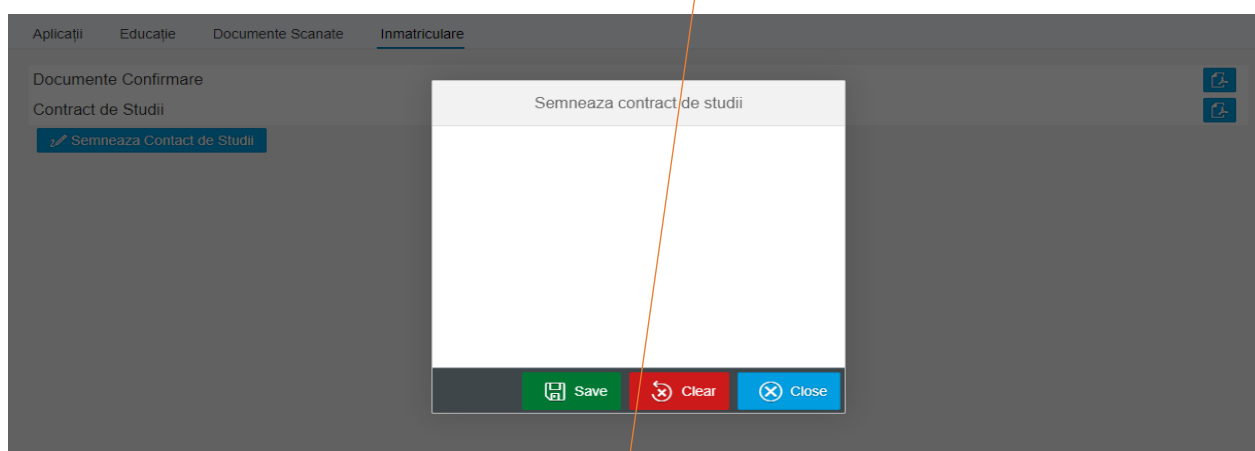 Aplicații Educație Documente Scanate Inmatriculare
Documente Confirmare
Contract de Studii
Semneaza Contact de Studii
Semneaza contract de studii
Save Clear Close